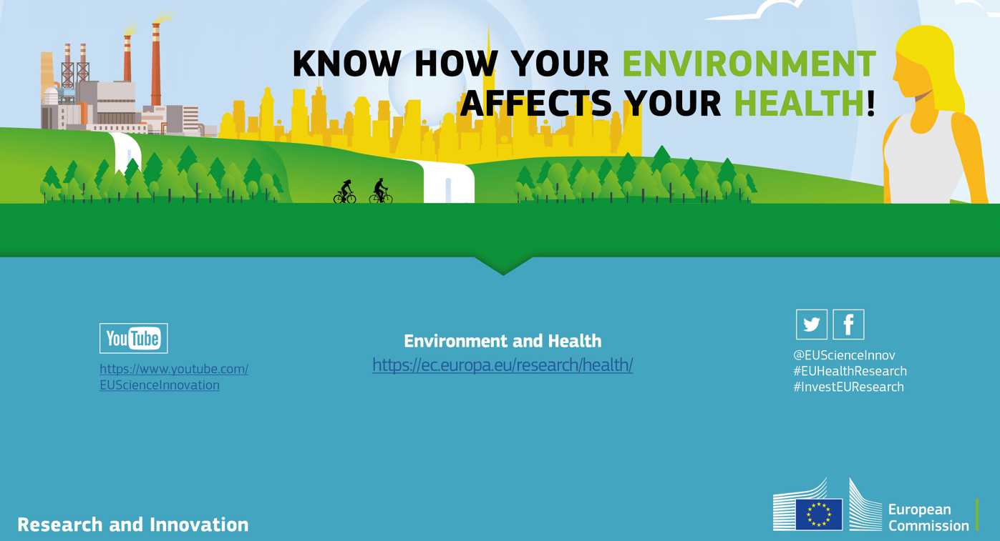 KNOW HOW YOUR ENVIRONMENT
AFFECTS YOUR HEALTH!
YouTube
https://www.youtube.com/
EUScienceInnovation
Environment and Health
https://ec.europa.eu/research/health/
@EUScienceInnov
#EUHealthResearch
#InvestEUResearch
Research and Innovation
European
Commission